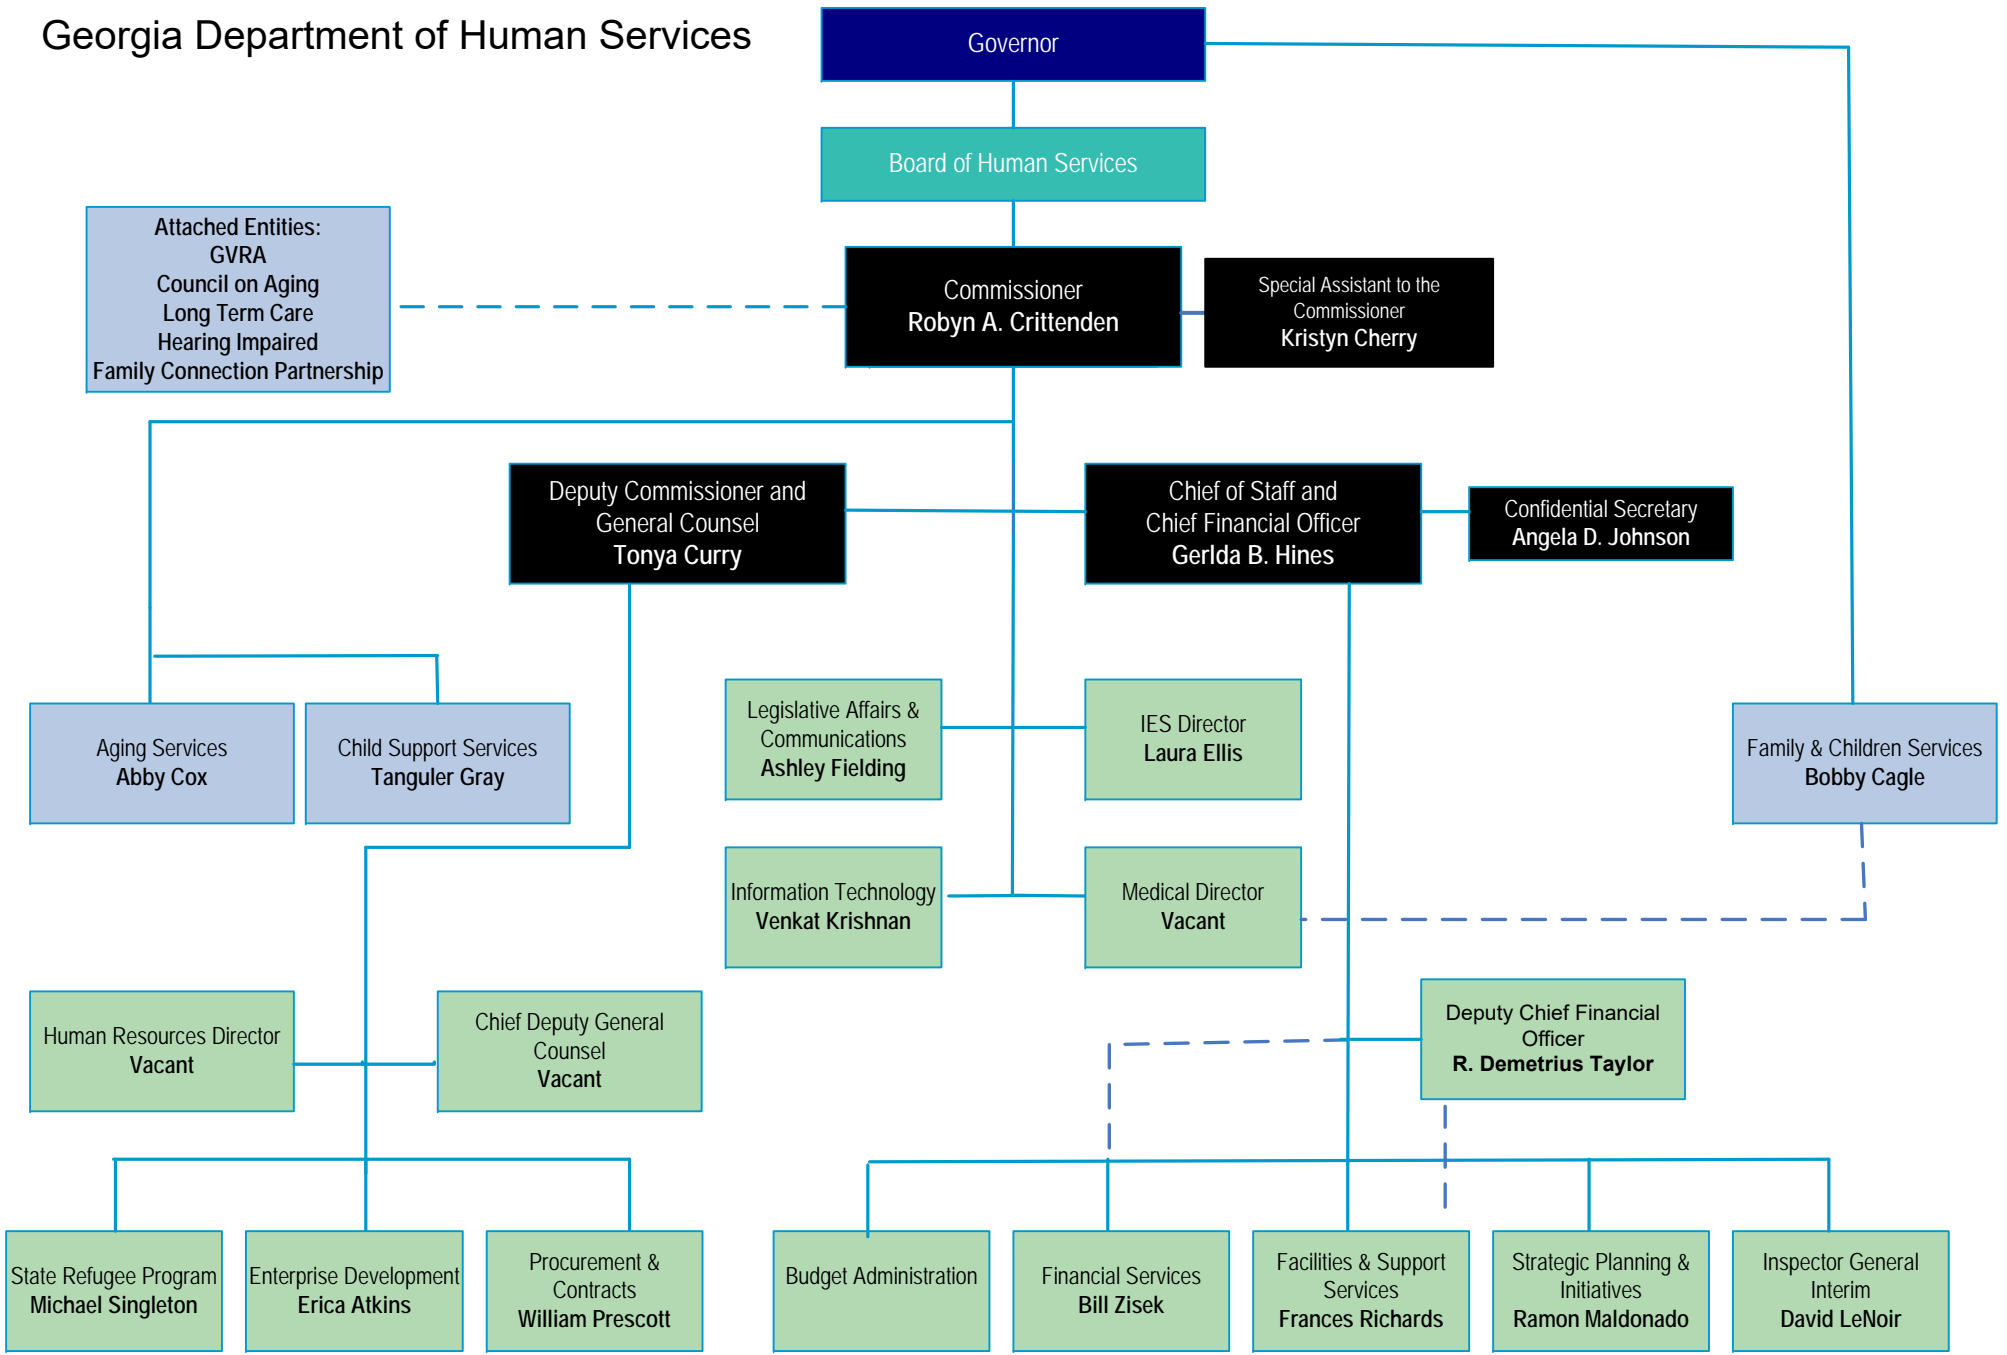 Georgia Department of Human Services
Governor
Board of Human Services
Attached Entities:
GVRA
Council on Aging
Long Term Care
Hearing Impaired
Family Connection Partnership
Commissioner
Robyn A. Crittenden
Special Assistant to the
Commissioner
Kristyn Cherry
Deputy Commissioner and
General Counsel
Tonya Curry
Chief of Staff and
Chief Financial Officer
Gerlda B. Hines
Confidential Secretary
Angela D. Johnson
Aging Services
Abby Cox
Child Support Services
Tanguler Gray
Legislative Affairs &
Communications
Ashley Fielding
IES Director
Laura Ellis
Family & Children Services
Bobby Cagle
Information Technology
Venkat Krishnan
Medical Director
Vacant
Human Resources Director
Vacant
Chief Deputy General
Counsel
Vacant
Deputy Chief Financial
Officer
R. Demetrius Taylor
State Refugee Program
Michael Singleton
Enterprise Development
Erica Atkins
Procurement &
Contracts
William Prescott
Budget Administration
Financial Services
Bill Zisek
Facilities & Support
Services
Frances Richards
Strategic Planning &
Initiatives
Ramon Maldonado
Inspector General
Interim
David LeNoir